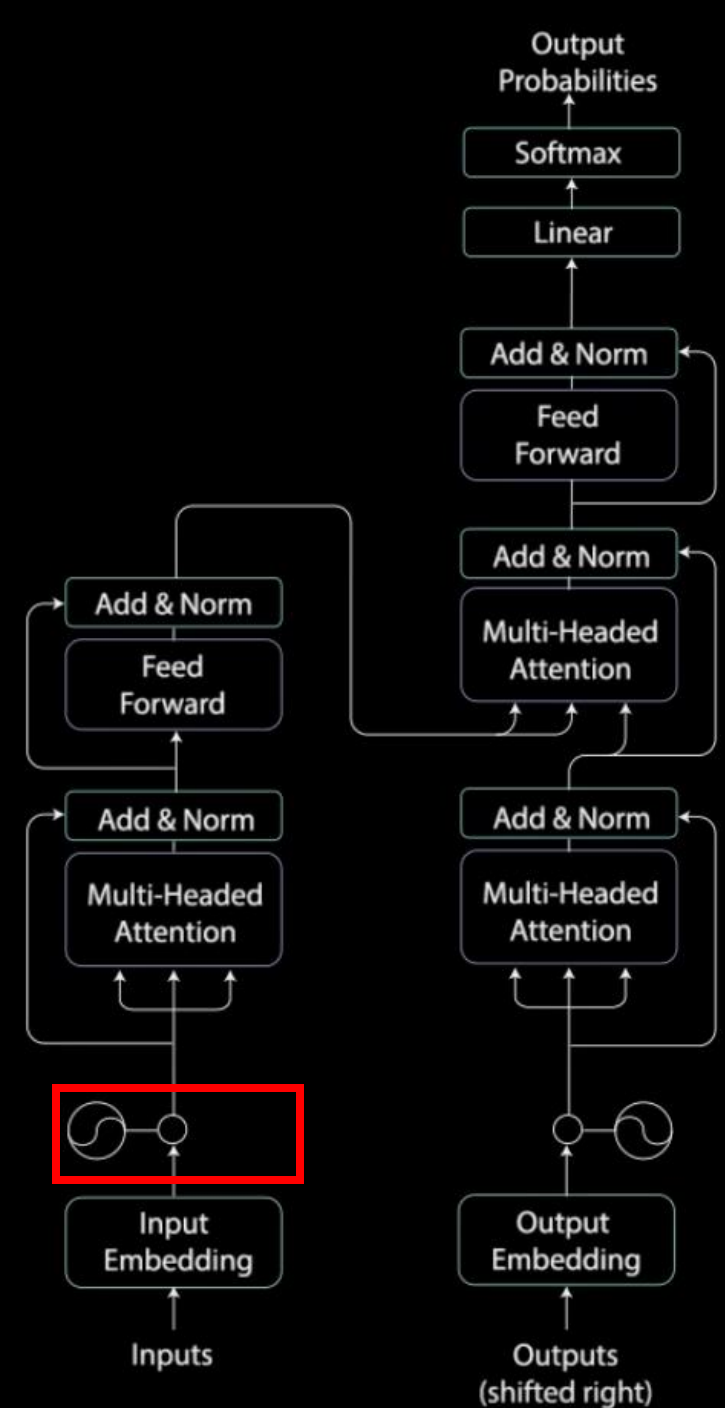 Output
Probabilities
Softmax
Linear
Add & Norm
Feed
Forward
Add & Norm
Multi-Headed
Attention
Add & Norm
Multi-Headed
Attention
Output
Embedding
Outputs
(shifted right)
Add & Norm
Feed
Forward
Add & Norm
Multi-Headed
Attention
Input
Embedding
Inputs